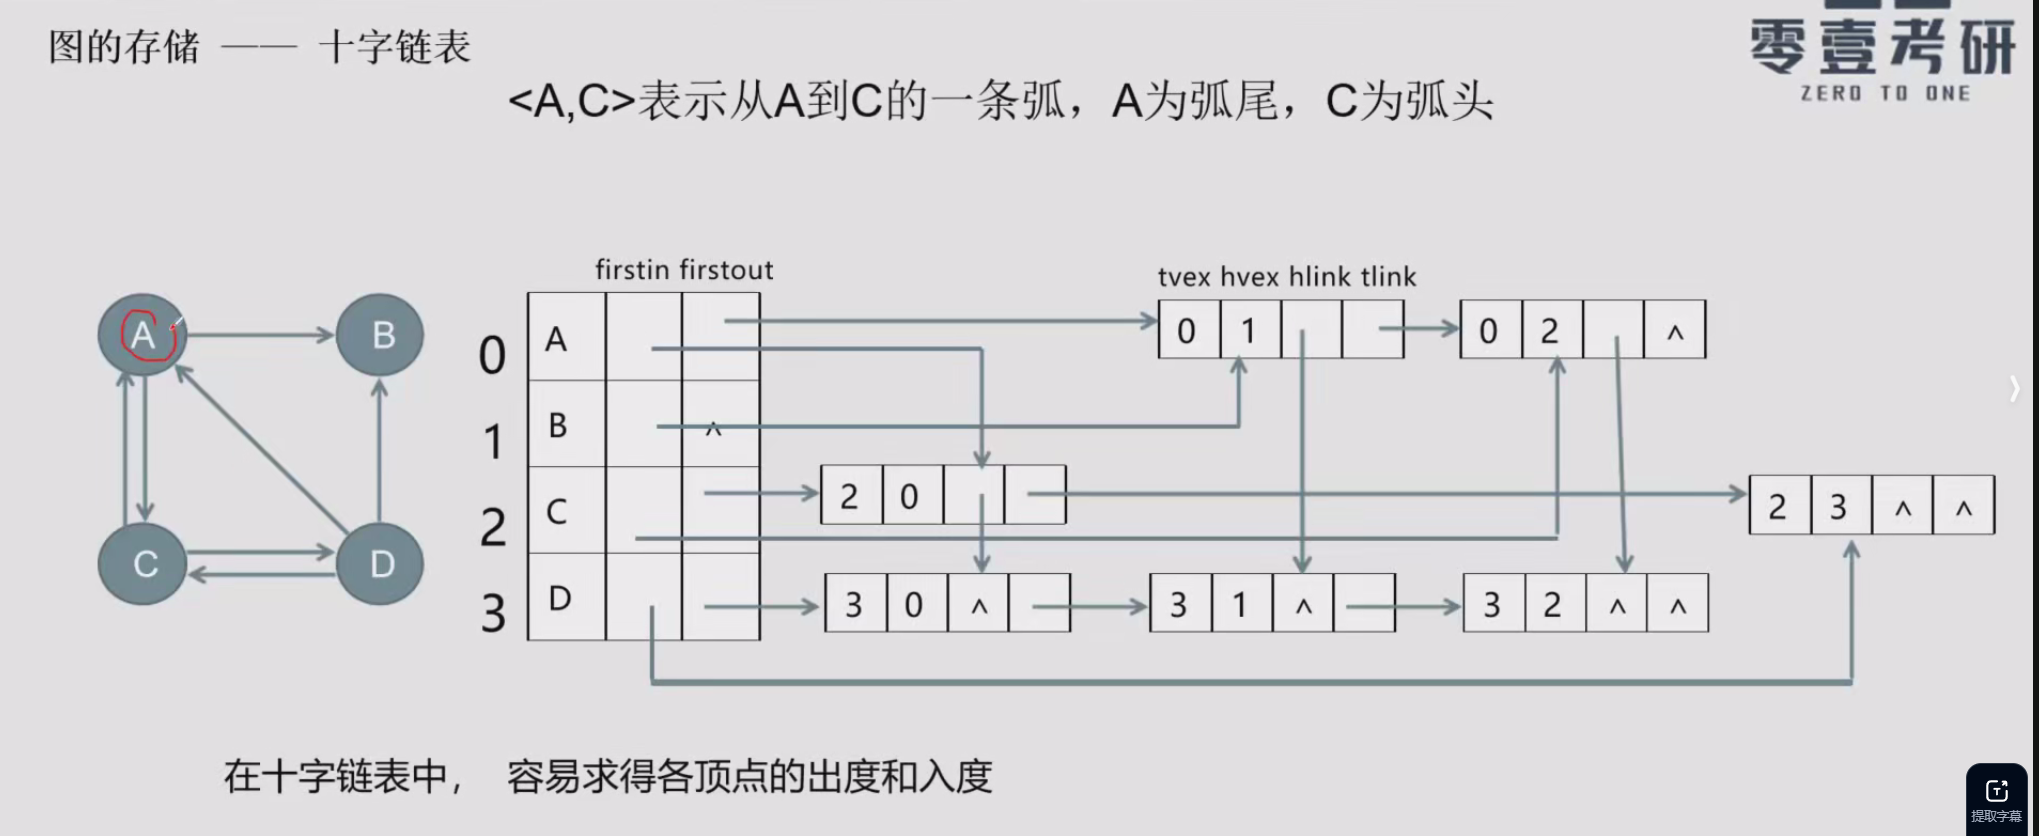 图的存储 —— 十字链表
零壹考研
ZERO TO ONE
<A,C>表示从A到C的一条弧，A为弧尾，C为弧头
firstin firstout
tvex hvex hlink tlink
A B
C D
0 A
1 B ^
2 C
3 D
0 1
0 2 ^
2 0
2 3 ^ ^
3 0 ^
3 1 ^
3 2 ^ ^
在十字链表中， 容易求得各顶点的出度和入度
提取字幕